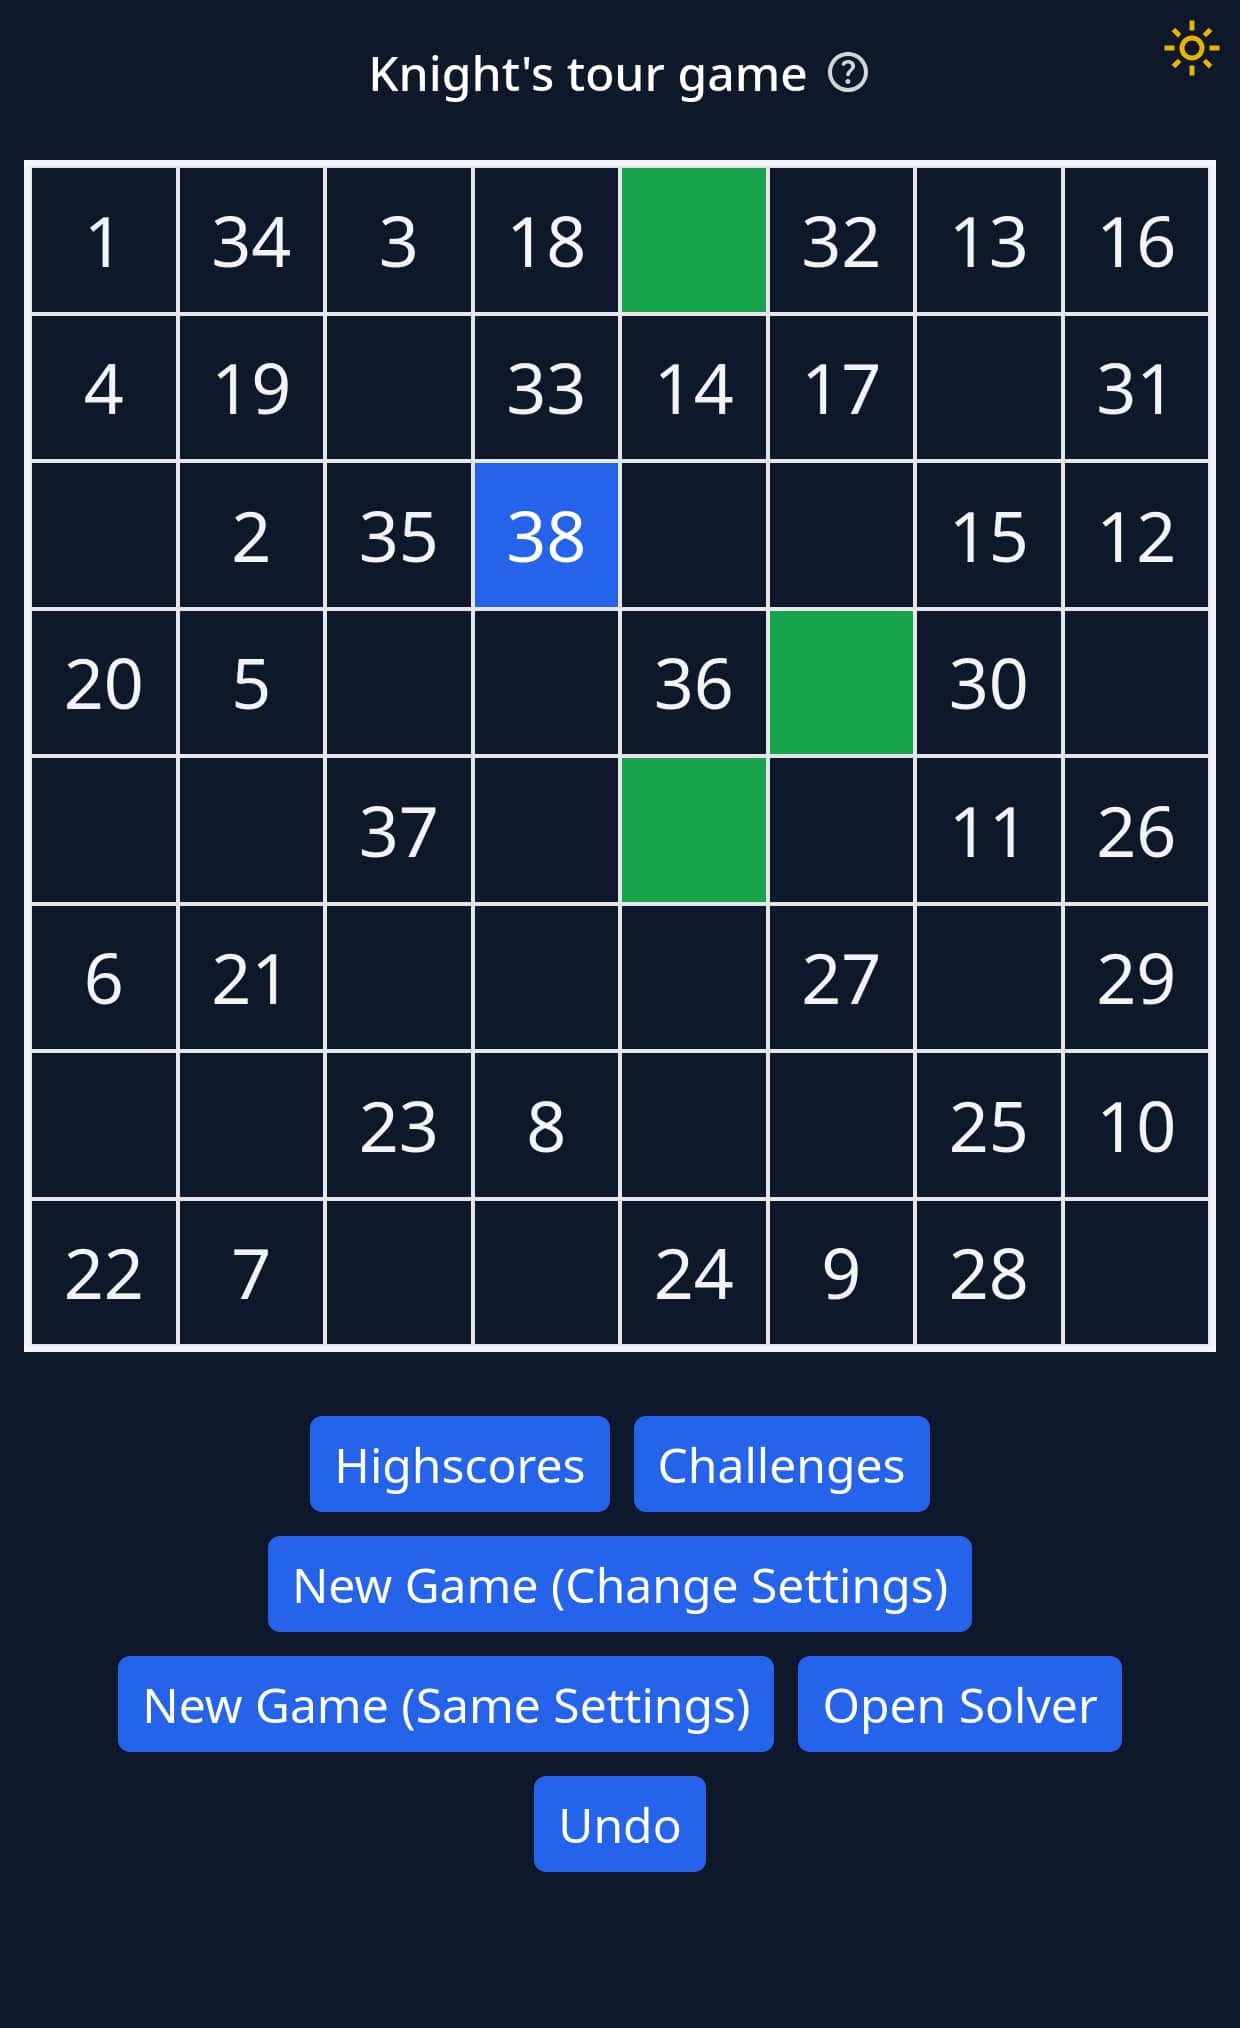 Knight's tour game
1 34 3 18 32 13 16
4 19 33 14 17 31
2 35 38 15 12
20 5 36 30
37 11 26
6 21 27 29
23 8 25 10
22 7 24 9 28
Highscores Challenges
New Game (Change Settings)
New Game (Same Settings) Open Solver
Undo